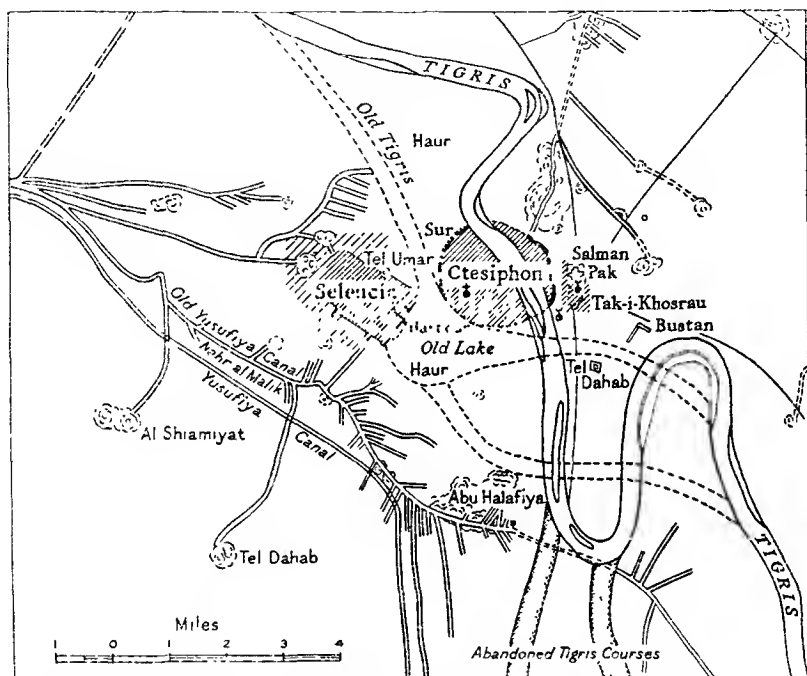 TIGRIS
Old Tigris
Haur
Sur
Tel Umar
Ctesiphon
Salman
Pak
Seleucia
Tak-i-Khosrau
Bustan
Old Lake
Haur
Tel
Dahab
Old Yusufiya Canal
Nahr al Malik
Yusufiya
Canal
Al Shiamiyat
Abu Halafiya
Tel Dahab
TIGRIS
Miles
1 0 1 2 3 4
Abandoned Tigris Courses